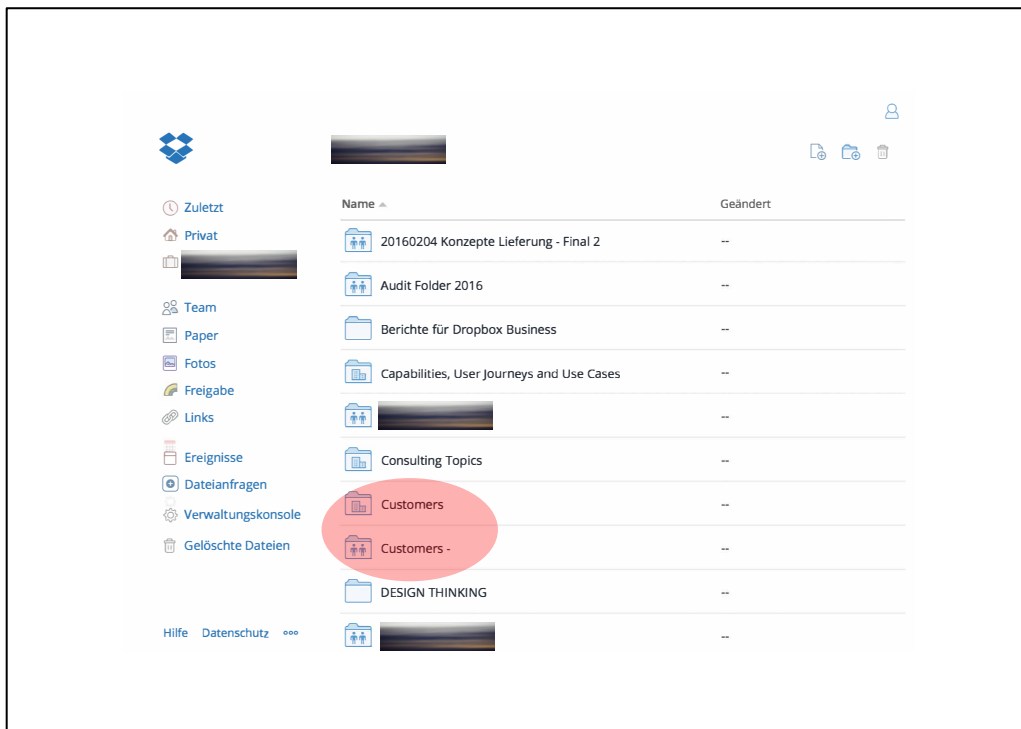 Zuletzt
Privat
Team
Paper
Fotos
Freigabe
Links
Ereignisse
Dateianfragen
Verwaltungskonsole
Gelöschte Dateien
Hilfe Datenschutz
Name Geändert
20160204 Konzepte Lieferung - Final 2 --
Audit Folder 2016 --
Berichte für Dropbox Business --
Capabilities, User Journeys and Use Cases --
--
Consulting Topics --
Customers --
Customers - --
DESIGN THINKING --
--